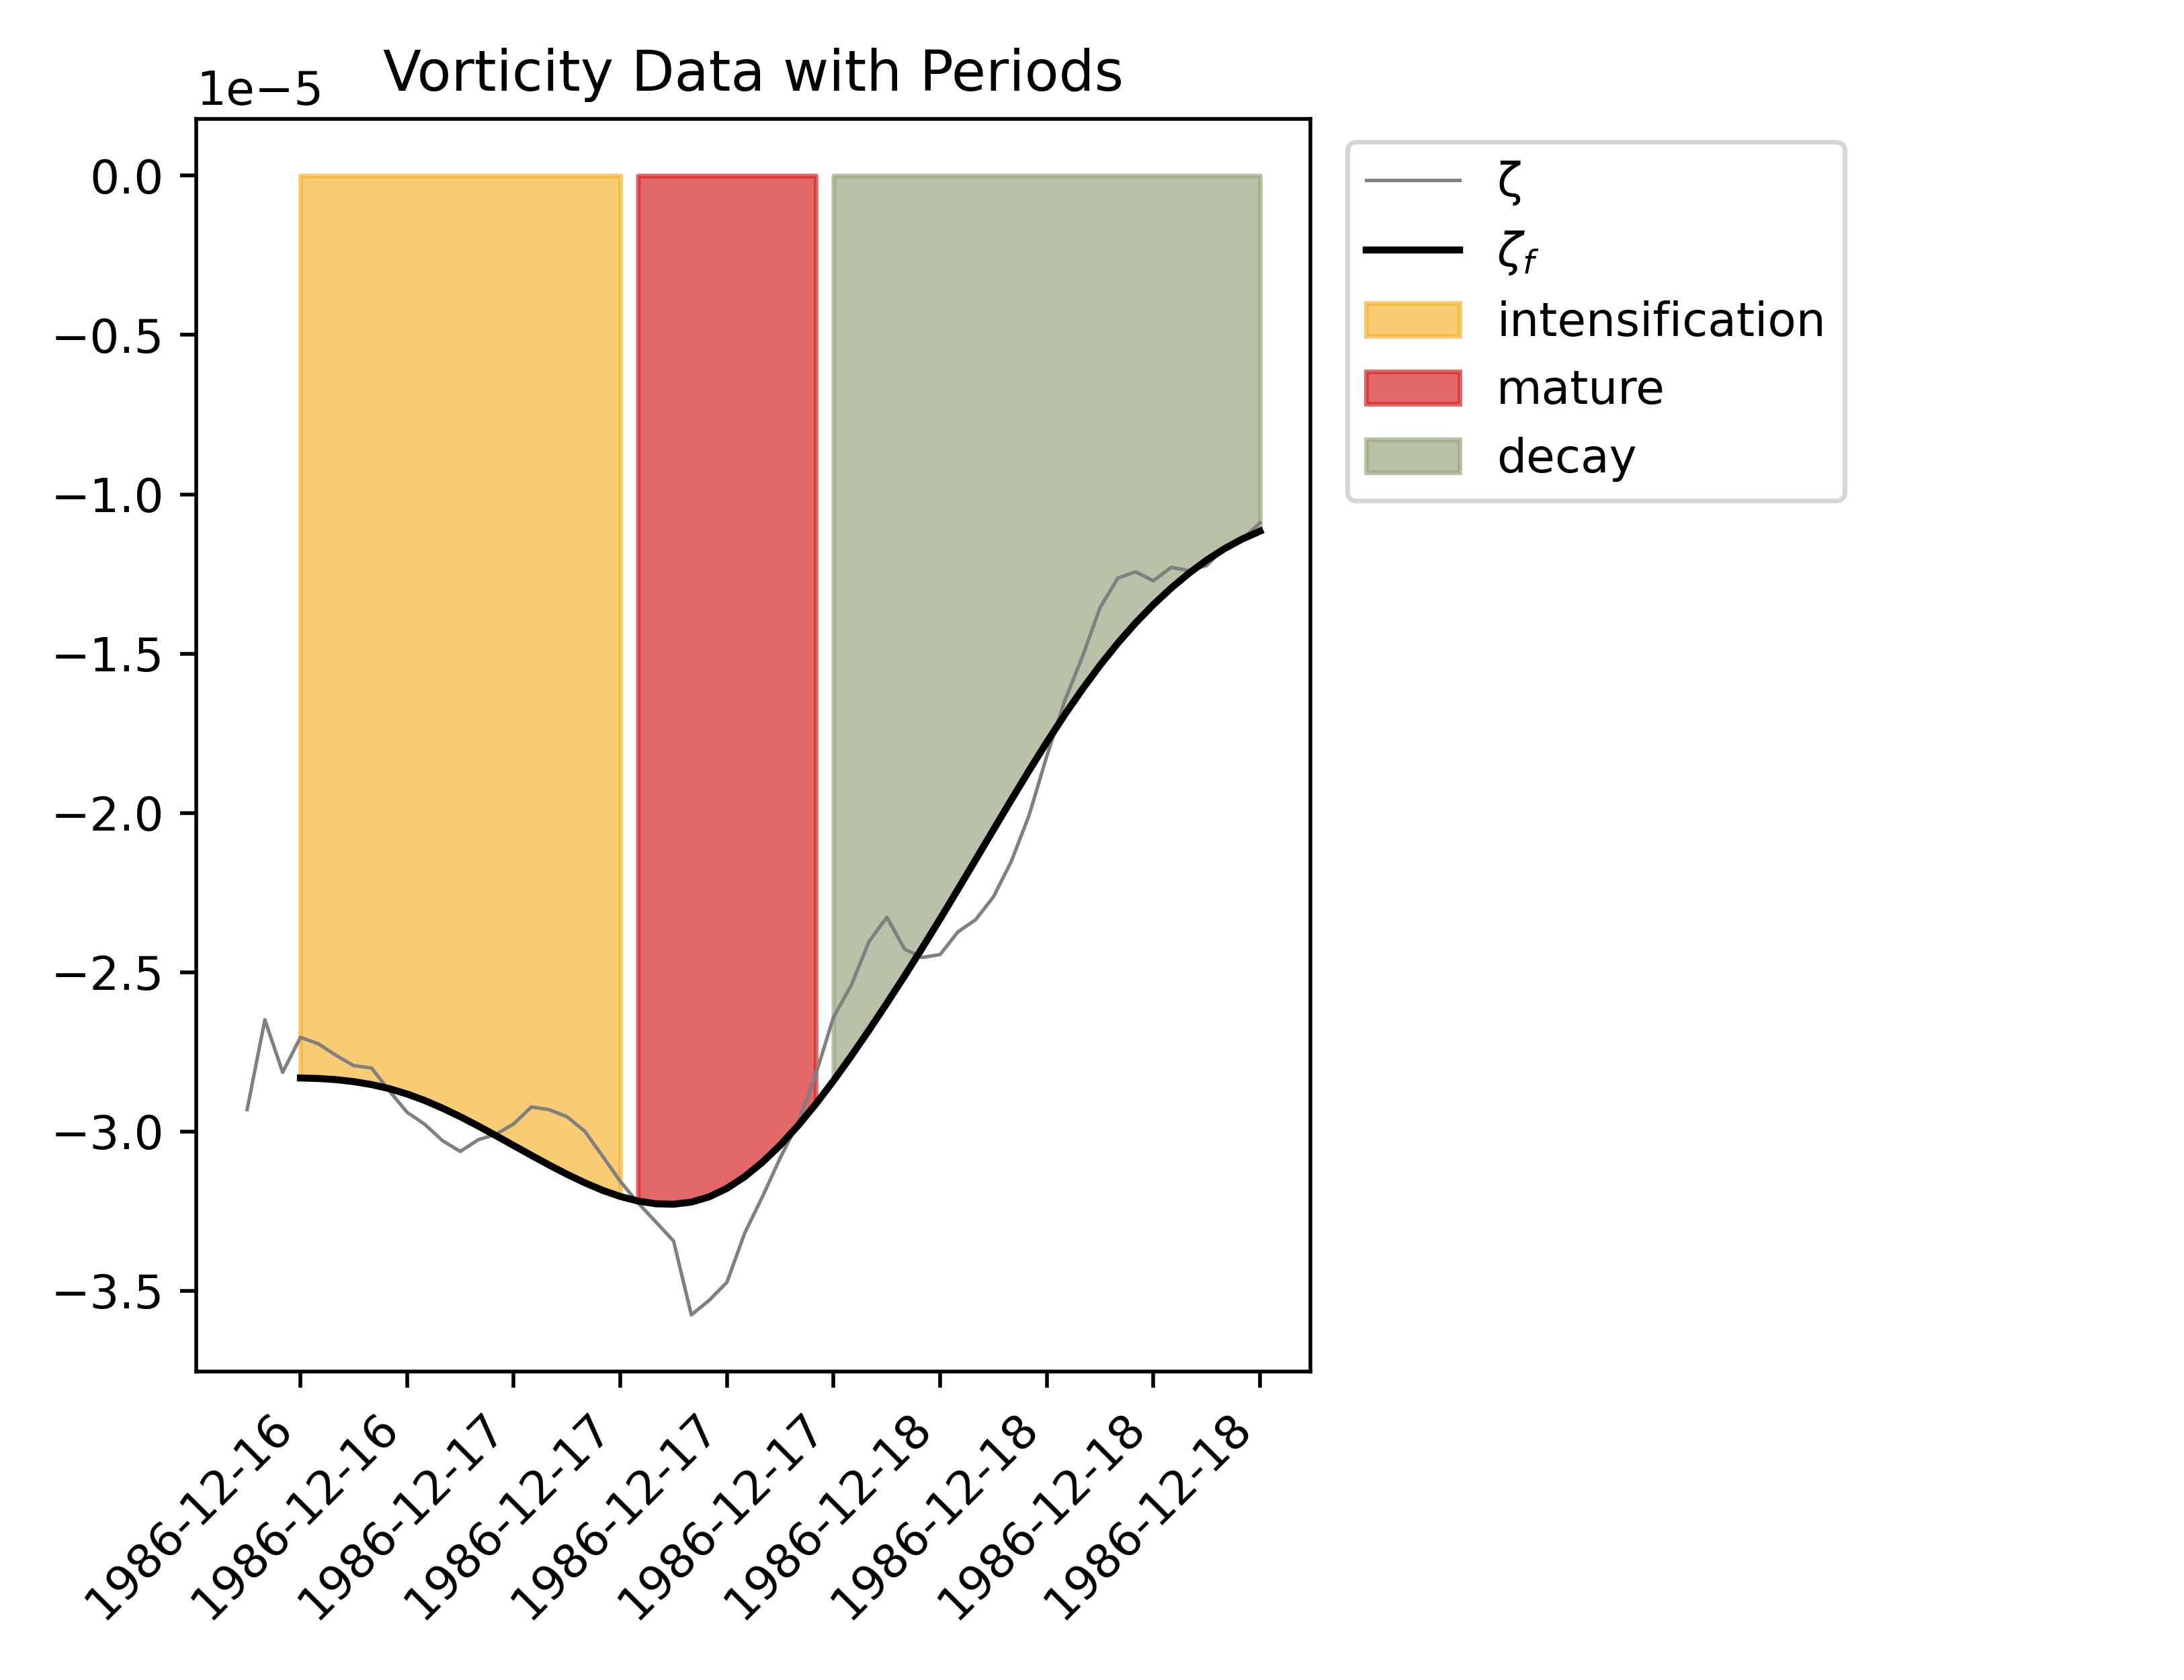 Vorticity Data with Periods
1e−5
0.0
−0.5
−1.0
−1.5
−2.0
−2.5
−3.0
−3.5
1986-12-16
1986-12-16
1986-12-17
1986-12-17
1986-12-17
1986-12-17
1986-12-18
1986-12-18
1986-12-18
1986-12-18
ζ
ζf
intensification
mature
decay